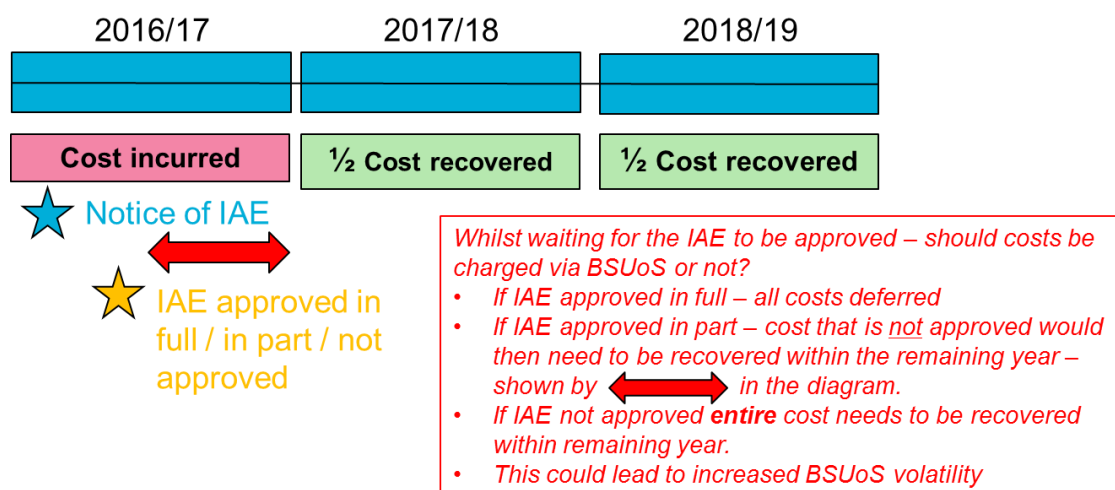 2016/17 2017/18 2018/19
Cost incurred ½ Cost recovered ½ Cost recovered
Notice of IAE
IAE approved in
full / in part / not
approved
Whilst waiting for the IAE to be approved – should costs be
charged via BSUoS or not?
• If IAE approved in full – all costs deferred
• If IAE approved in part – cost that is not approved would
then need to be recovered within the remaining year –
shown by in the diagram.
• If IAE not approved entire cost needs to be recovered
within remaining year.
• This could lead to increased BSUoS volatility